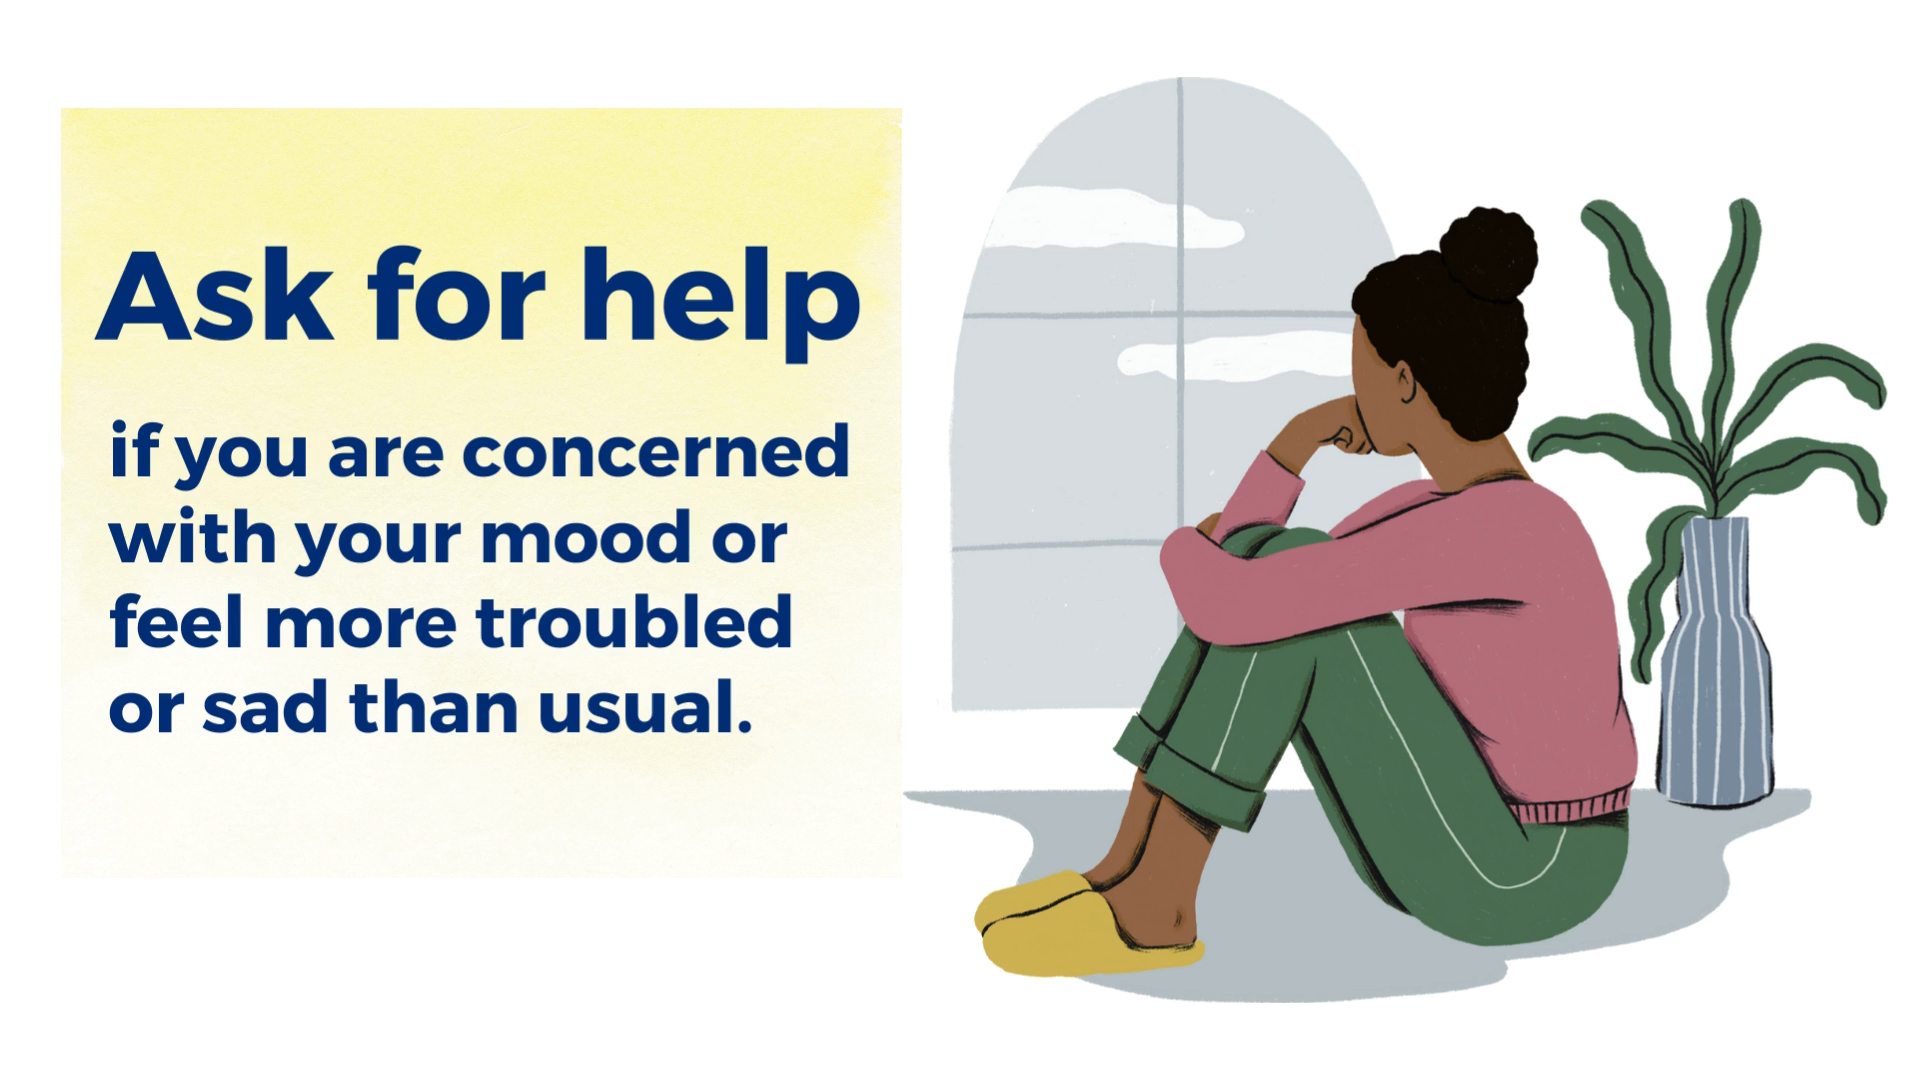 Ask for help
if you are concerned
with your mood or
feel more troubled
or sad than usual.